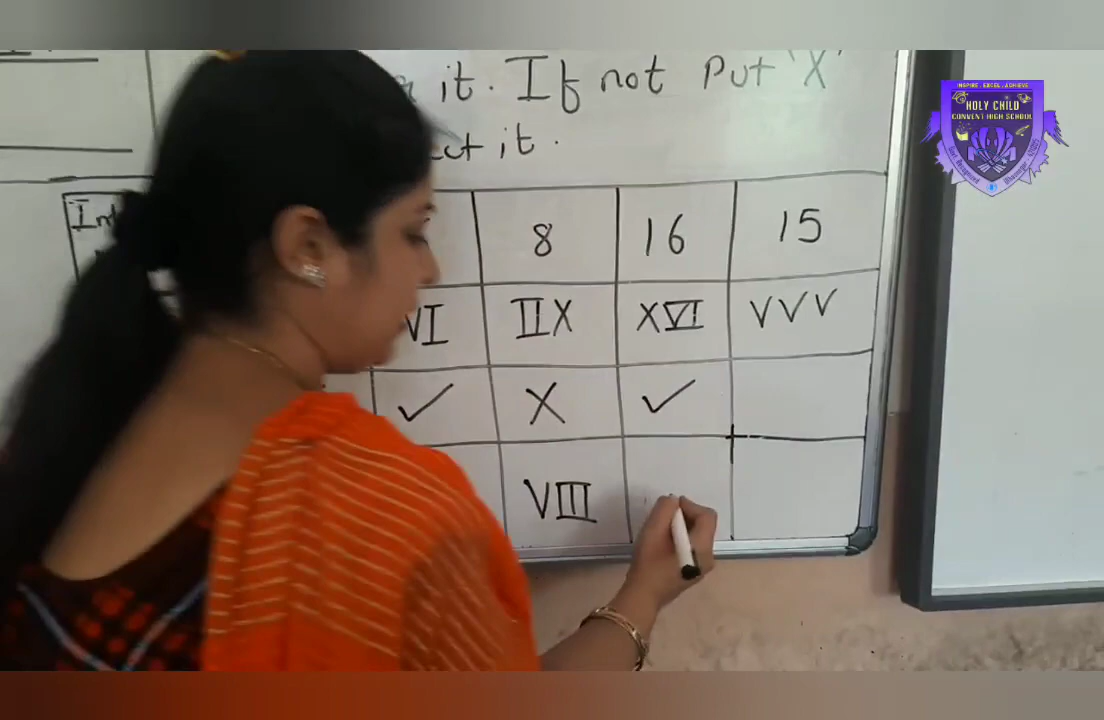 it. If not Put 'X'
it.
8 16 15
VI IIX XVI VVV
✓ X ✓
VIII
INSPIRE . EXCEL . ACHIEVE
HOLY CHILD
CONVENT HIGH SCHOOL